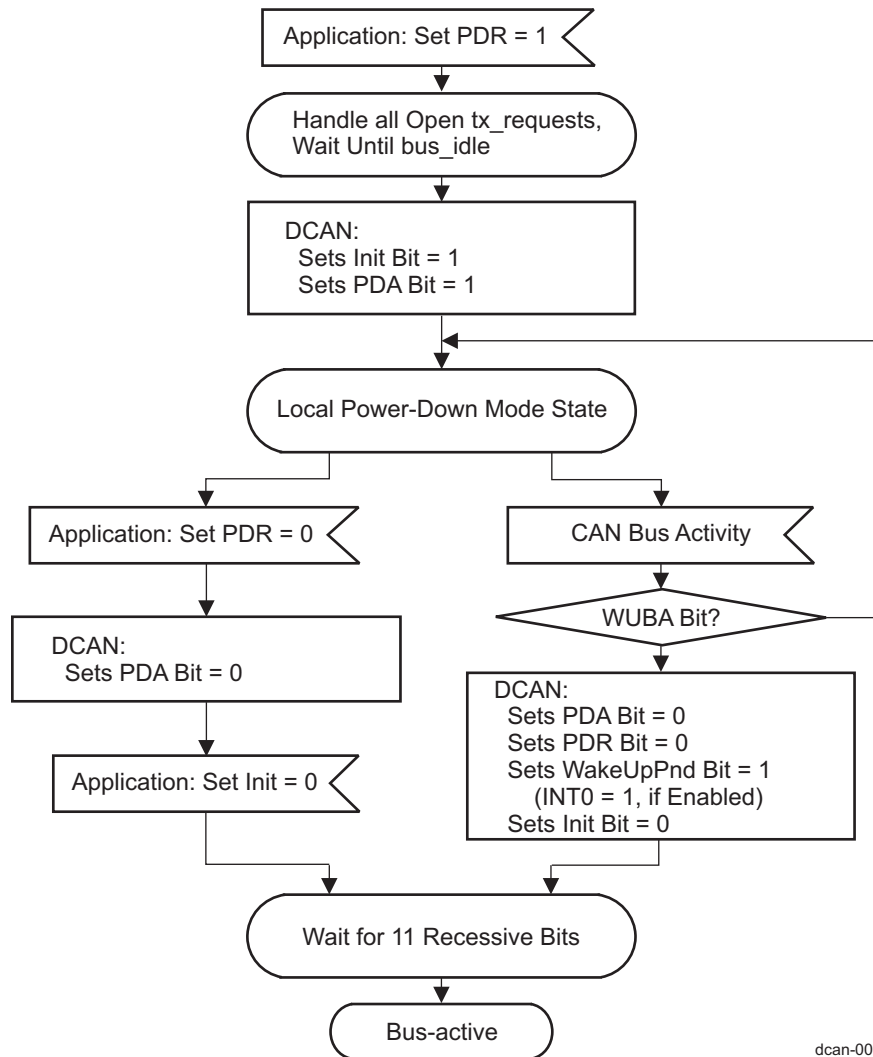 Application: Set PDR = 1
Handle all Open tx_requests,
Wait Until bus_idle
DCAN:
Sets Init Bit = 1
Sets PDA Bit = 1
Local Power-Down Mode State
Application: Set PDR = 0
CAN Bus Activity
WUBA Bit?
DCAN:
Sets PDA Bit = 0
DCAN:
Sets PDA Bit = 0
Sets PDR Bit = 0
Sets WakeUpPnd Bit = 1
(INT0 = 1, if Enabled)
Sets Init Bit = 0
Application: Set Init = 0
Wait for 11 Recessive Bits
Bus-active
dcan-00